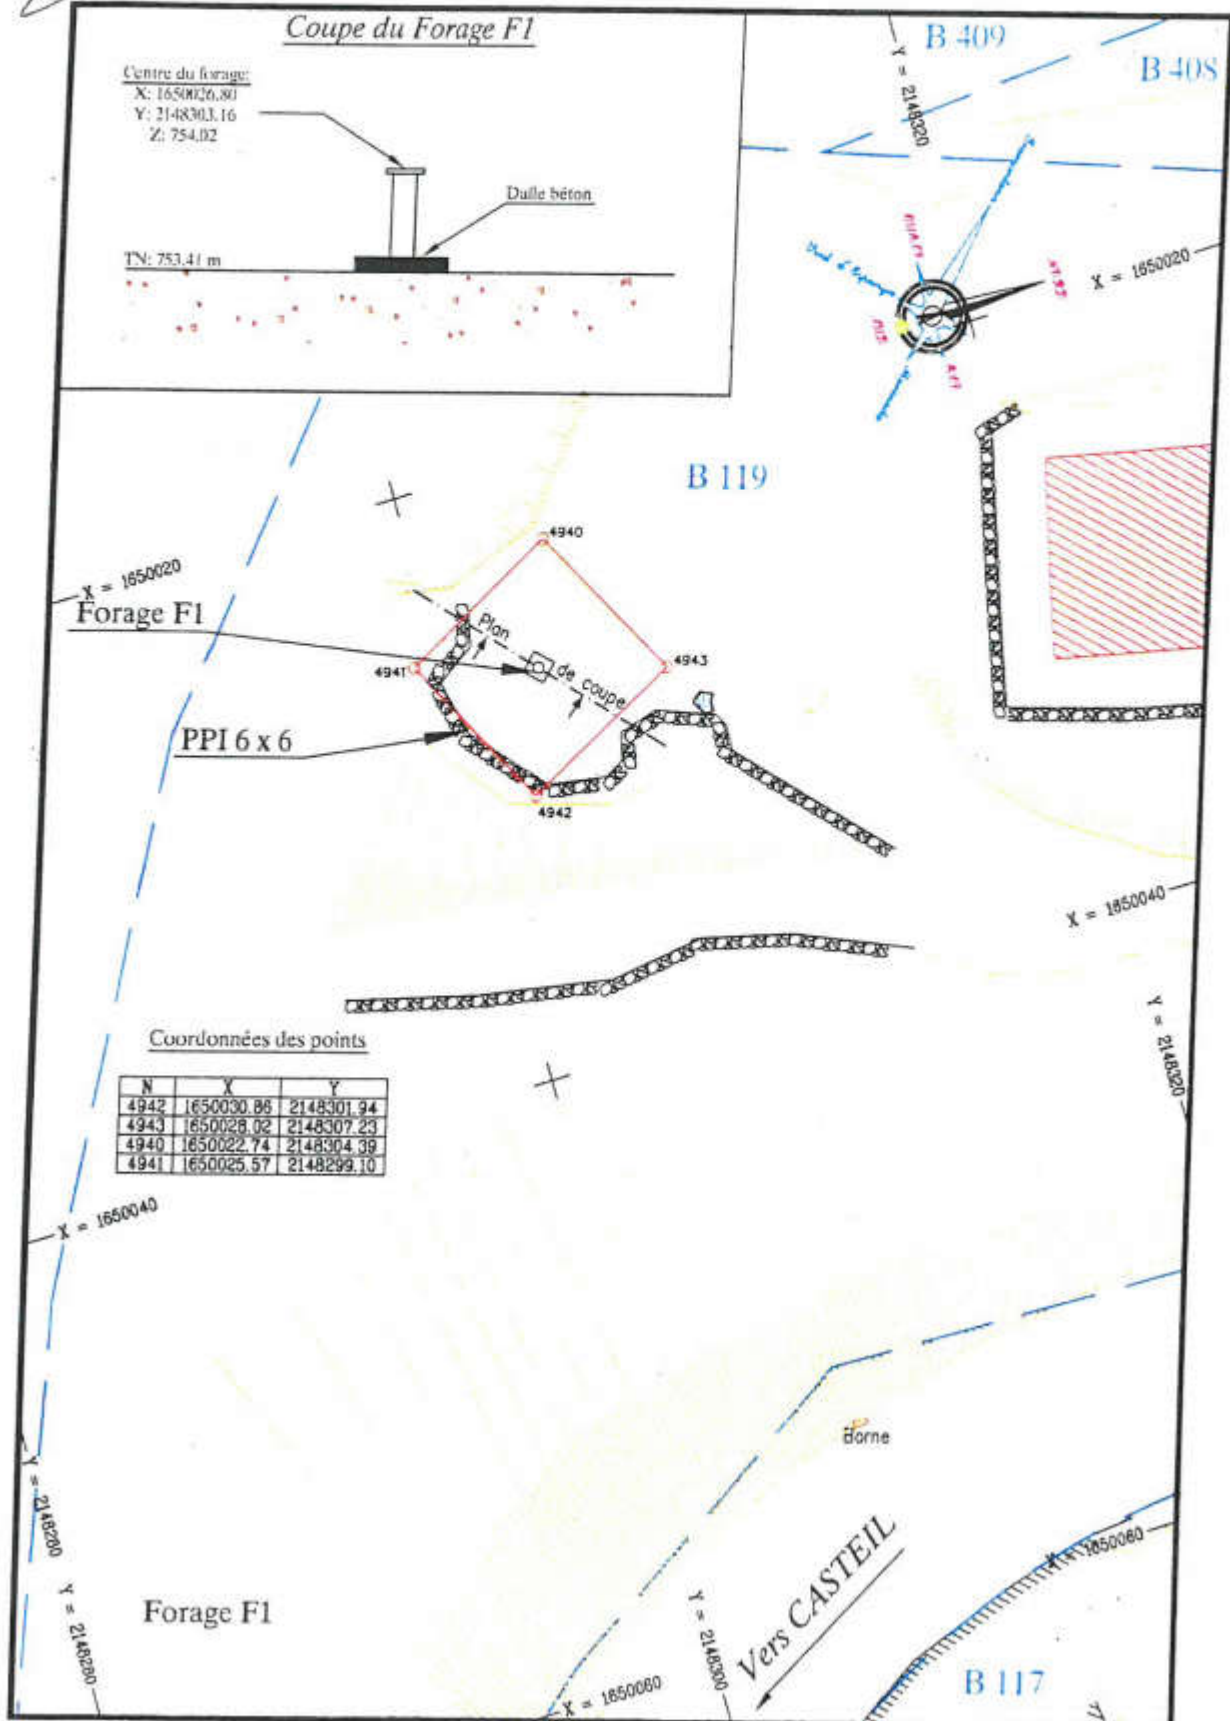 Coupe du Forage F1
Centre du forage:
X: 1650026.80
Y: 2148303.16
Z: 754.02
Dalle béton
TN: 753.41 m
B 409
B 408
Y = 2148320
X = 1650020
B 119
X = 1650020
Forage F1
4940
4941
4943
Plan de coupe
PPI 6 x 6
4942
X = 1650040
Y = 2148320
Coordonnées des points
N X Y
4942 1650030.86 2148301.94
4943 1650028.02 2148307.23
4940 1650022.74 2148304.39
4941 1650025.57 2148299.10
X = 1650040
Borne
Y = 2148280
Y = 2148280
Forage F1
X = 1650060
Y = 2148300
Vers CASTEIL
X = 1650060
B 117